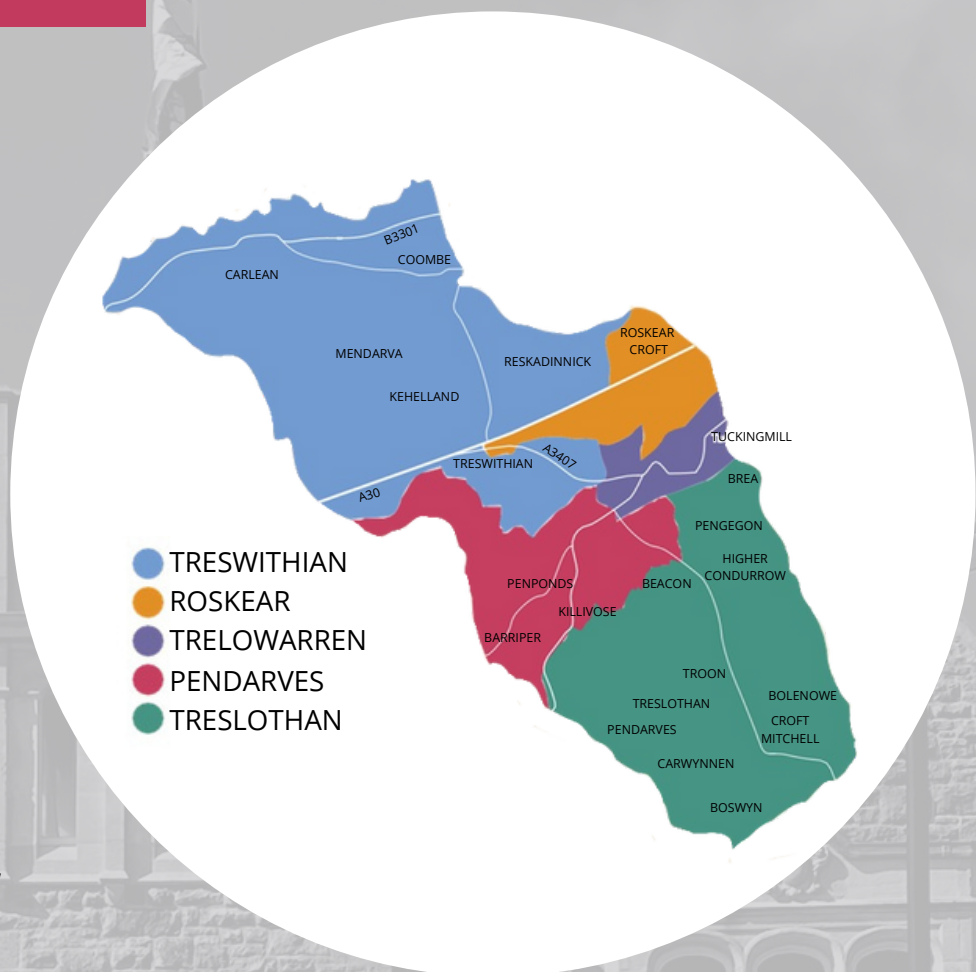 B3301
COOMBE
CARLEAN
ROSKEAR
CROFT
MENDARVA
RESKADINNICK
KEHELLAND
TUCKINGMILL
A3407
TRESWITHIAN
BREA
A30
PENGEGON
HIGHER
CONDURROW
PENPONDS
BEACON
KILLIVOSE
BARRIPER
TROON
BOLENOWE
TRESLOTHAN
CROFT
MITCHELL
PENDARVES
CARWYNNEN
BOSWYN
TRESWITHIAN
ROSKEAR
TRELOWARREN
PENDARVES
TRESLOTHAN